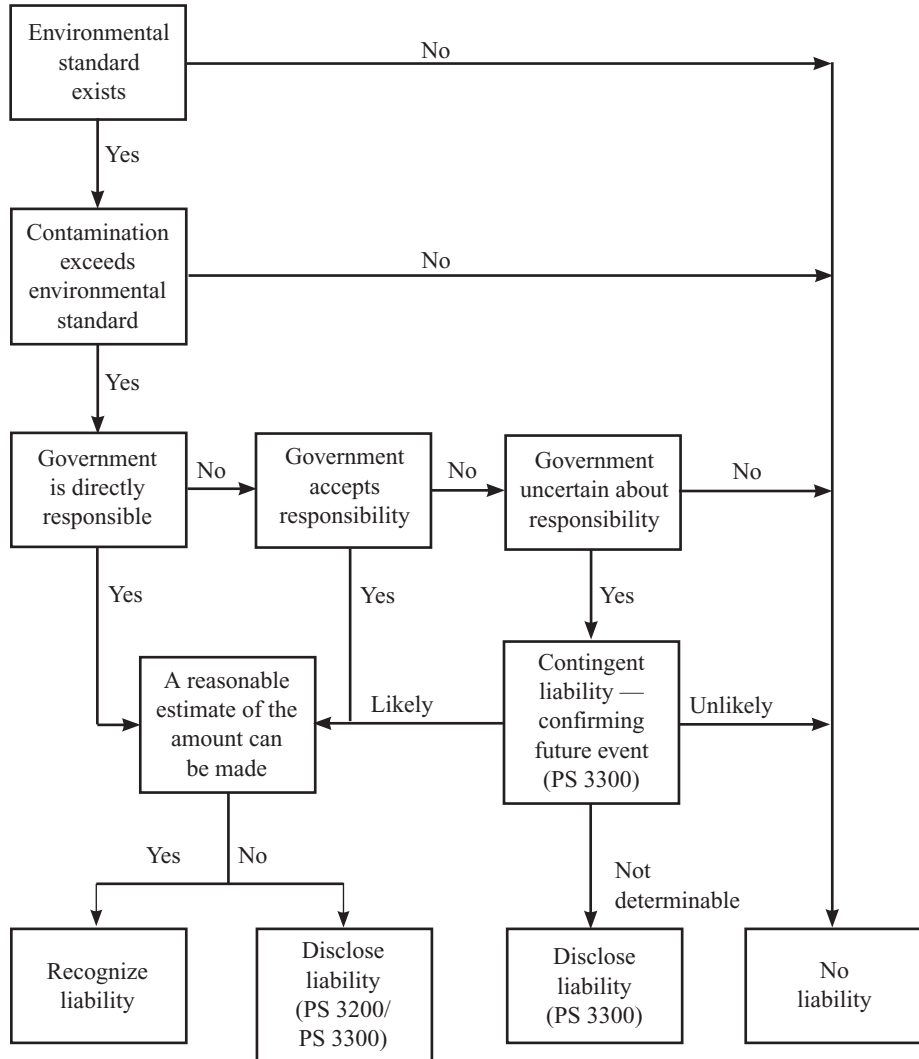 Environmental
standard
exists
No
Yes
Contamination
exceeds
environmental
standard
No
Yes
Government
is directly
responsible
No
Government
accepts
responsibility
No
Government
uncertain about
responsibility
No
Yes
Yes
Yes
A reasonable
estimate of the
amount can
be made
Likely
Contingent
liability —
confirming
future event
(PS 3300)
Unlikely
Yes
No
Not
determinable
Recognize
liability
Disclose
liability
(PS 3200/
PS 3300)
Disclose
liability
(PS 3300)
No
liability